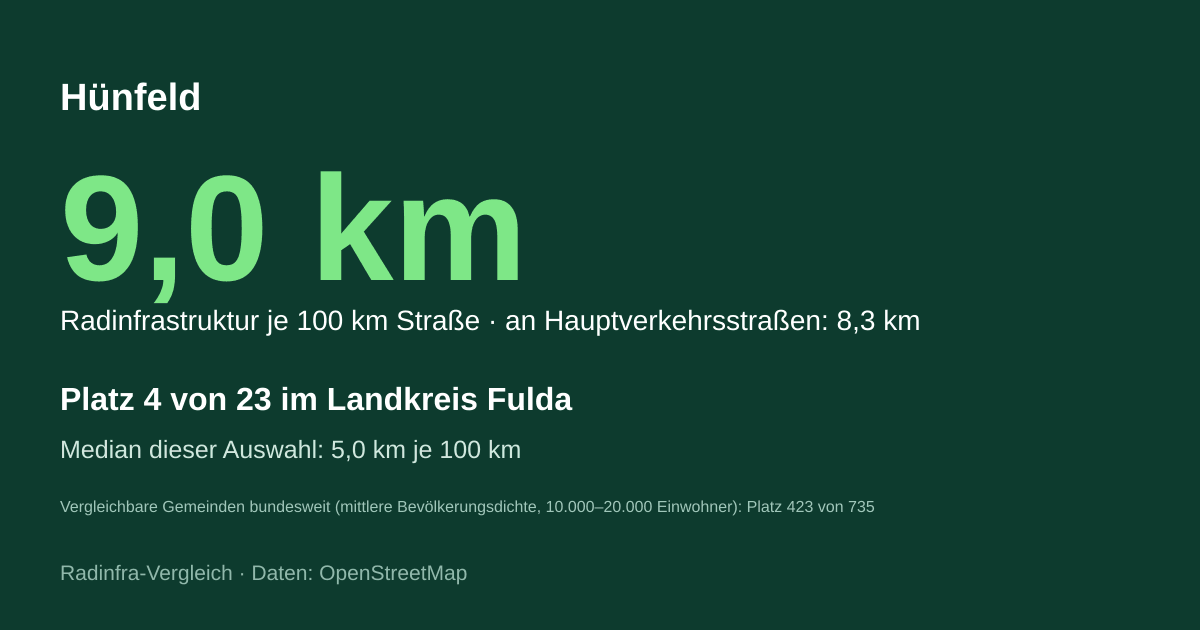 Hünfeld
9,0 km
Radinfrastruktur je 100 km Straße · an Hauptverkehrsstraßen: 8,3 km
Platz 4 von 23 im Landkreis Fulda
Median dieser Auswahl: 5,0 km je 100 km
Vergleichbare Gemeinden bundesweit (mittlere Bevölkerungsdichte, 10.000–20.000 Einwohner): Platz 423 von 735
Radinfra-Vergleich · Daten: OpenStreetMap